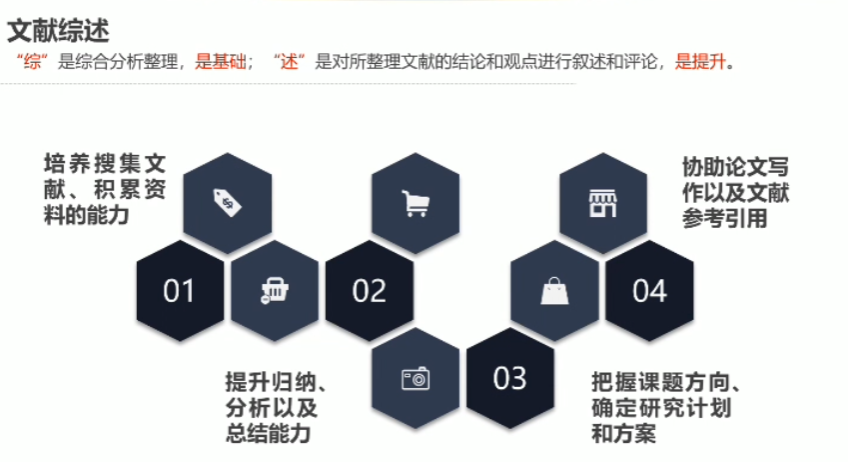 文献综述
“综”是综合分析整理，是基础；“述”是对所整理文献的结论和观点进行叙述和评论，是提升。
培养搜集文
献、积累资
料的能力
协助论文写
作以及文献
参考引用
01
02
04
03
提升归纳、
分析以及
总结能力
把握课题方向、
确定研究计划
和方案